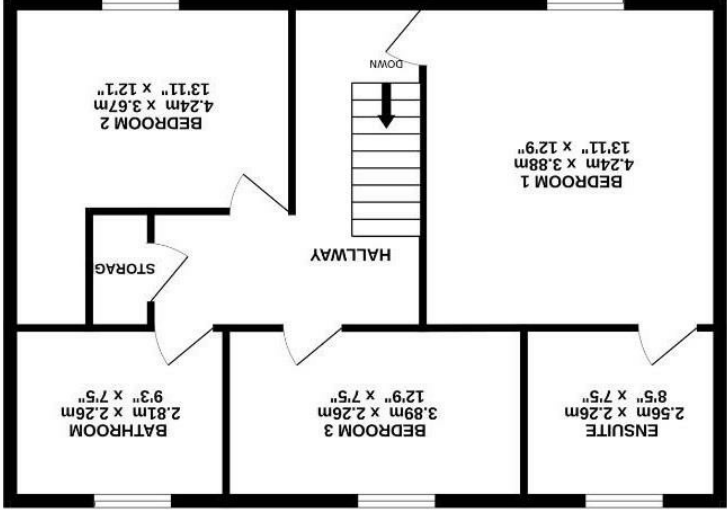 ENSUITE
2.56m x 2.26m
8'5" x 7'5"
BEDROOM 3
3.89m x 2.26m
12'9" x 7'5"
BATHROOM
2.81m x 2.26m
9'3" x 7'5"
HALLWAY
STORAG
BEDROOM 1
4.24m x 3.88m
13'11" x 12'9"
BEDROOM 2
4.24m x 3.67m
13'11" x 12'1"
DOWN